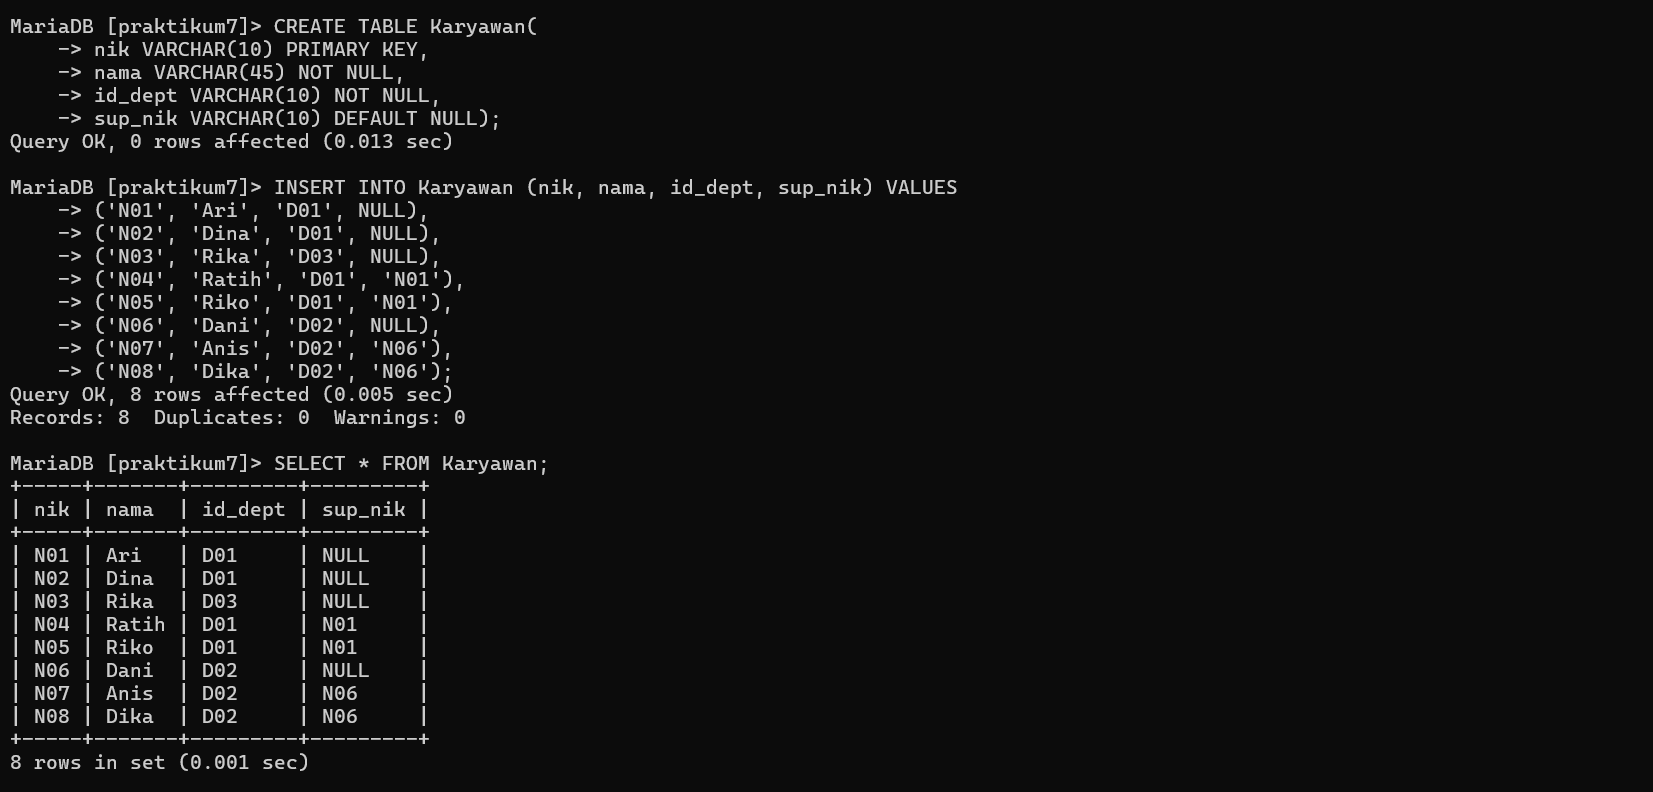 MariaDB [praktikum7]> CREATE TABLE Karyawan(
    -> nik VARCHAR(10) PRIMARY KEY,
    -> nama VARCHAR(45) NOT NULL,
    -> id_dept VARCHAR(10) NOT NULL,
    -> sup_nik VARCHAR(10) DEFAULT NULL);
Query OK, 0 rows affected (0.013 sec)

MariaDB [praktikum7]> INSERT INTO Karyawan (nik, nama, id_dept, sup_nik) VALUES
    -> ('N01', 'Ari', 'D01', NULL),
    -> ('N02', 'Dina', 'D01', NULL),
    -> ('N03', 'Rika', 'D03', NULL),
    -> ('N04', 'Ratih', 'D01', 'N01'),
    -> ('N05', 'Riko', 'D01', 'N01'),
    -> ('N06', 'Dani', 'D02', NULL),
    -> ('N07', 'Anis', 'D02', 'N06'),
    -> ('N08', 'Dika', 'D02', 'N06');
Query OK, 8 rows affected (0.005 sec)
Records: 8  Duplicates: 0  Warnings: 0

MariaDB [praktikum7]> SELECT * FROM Karyawan;
+-----+-------+---------+---------+
| nik | nama  | id_dept | sup_nik |
+-----+-------+---------+---------+
| N01 | Ari   | D01     | NULL    |
| N02 | Dina  | D01     | NULL    |
| N03 | Rika  | D03     | NULL    |
| N04 | Ratih | D01     | N01     |
| N05 | Riko  | D01     | N01     |
| N06 | Dani  | D02     | NULL    |
| N07 | Anis  | D02     | N06     |
| N08 | Dika  | D02     | N06     |
+-----+-------+---------+---------+
8 rows in set (0.001 sec)